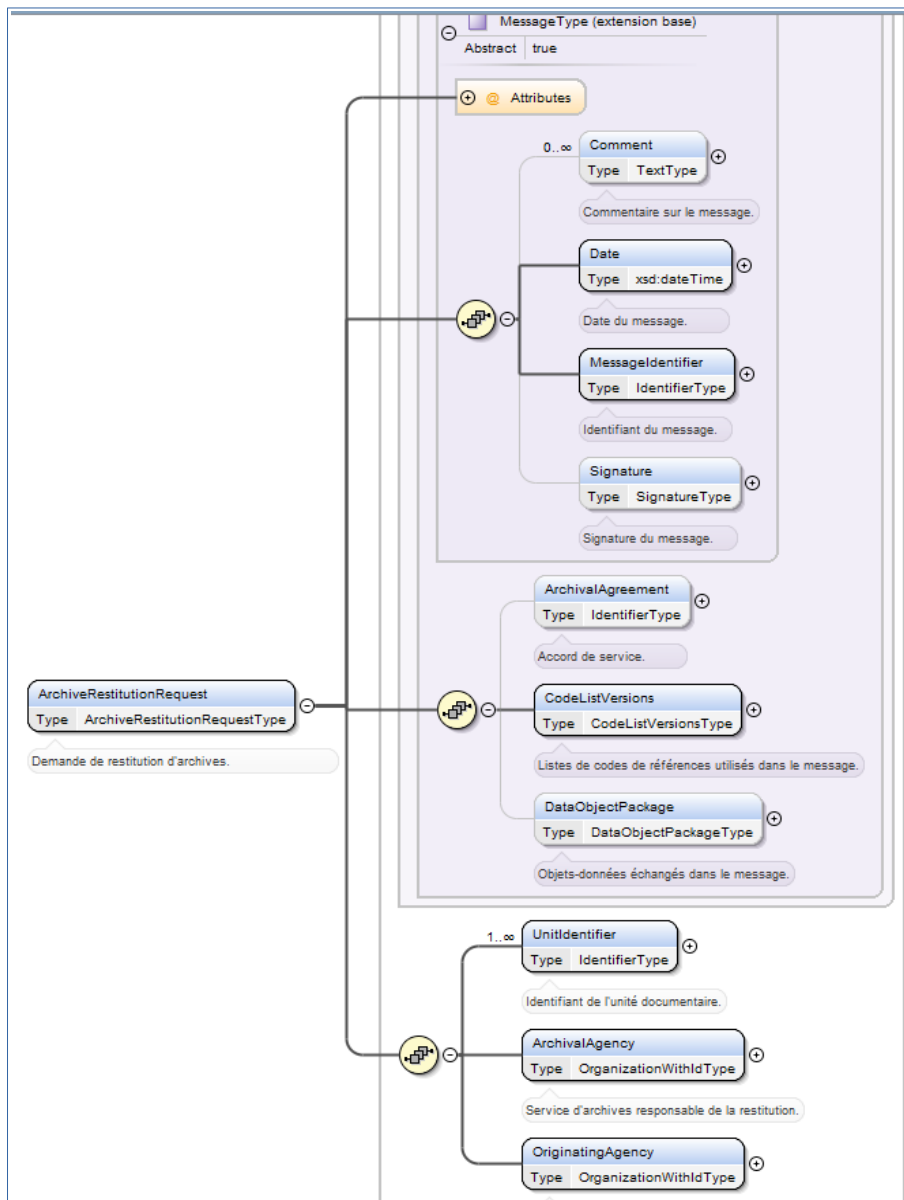 MessageType (extension base)
Abstract true
@ Attributes
0..∞
Comment
Type TextType
Commentaire sur le message.
Date
Type xsd:dateTime
Date du message.
MessageIdentifier
Type IdentifierType
Identifiant du message.
Signature
Type SignatureType
Signature du message.
ArchivalAgreement
Type IdentifierType
Accord de service.
ArchiveRestitutionRequest
Type ArchiveRestitutionRequestType
Demande de restitution d'archives.
CodeListVersions
Type CodeListVersionsType
Listes de codes de références utilisés dans le message.
DataObjectPackage
Type DataObjectPackageType
Objets-données échangés dans le message.
1..∞
UnitIdentifier
Type IdentifierType
Identifiant de l'unité documentaire.
ArchivalAgency
Type OrganizationWithIdType
Service d'archives responsable de la restitution.
OriginatingAgency
Type OrganizationWithIdType